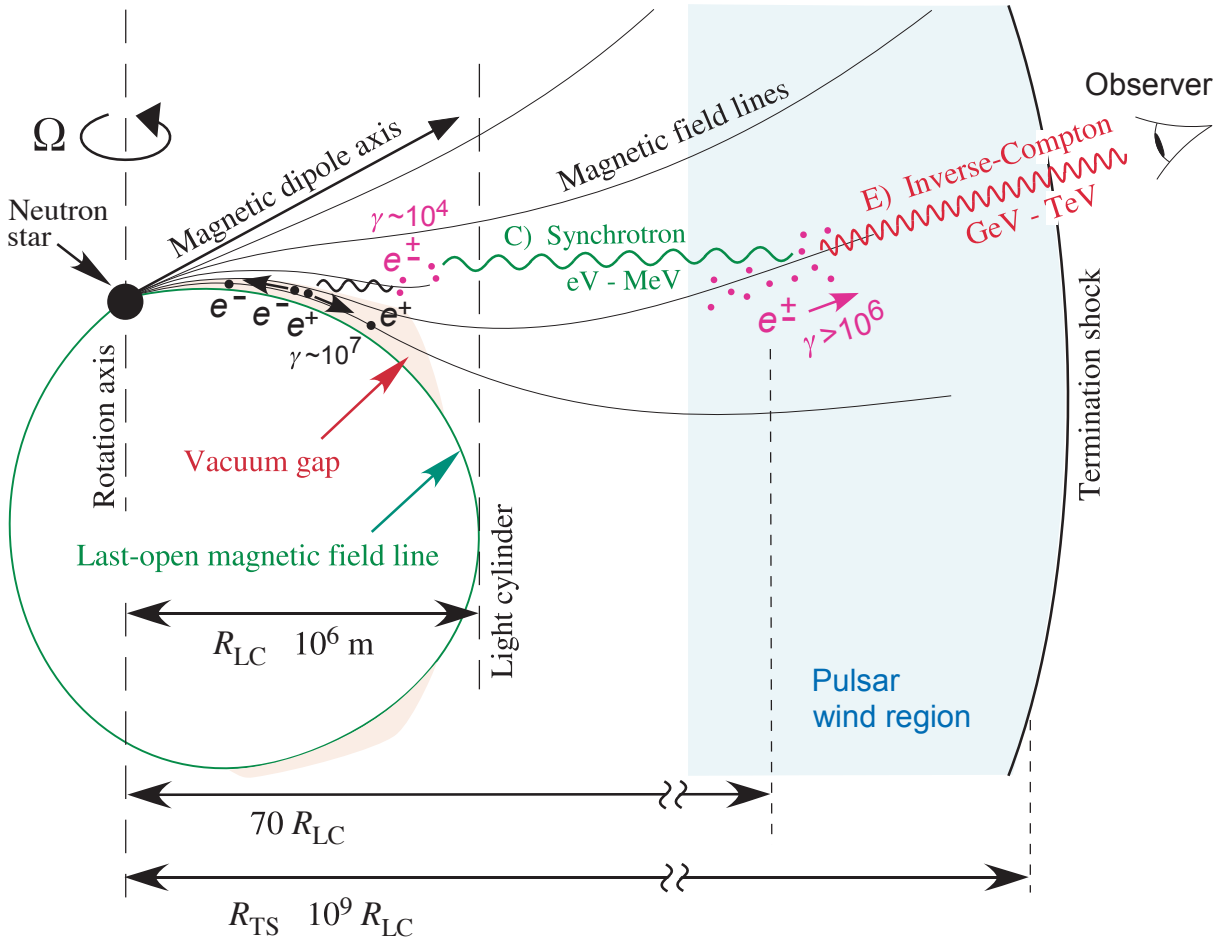 Observer
Ω
Magnetic dipole axis
Magnetic field lines
E) Inverse-Compton
GeV - TeV
Neutron
star
γ~10⁴
e±
C) Synchrotron
eV - MeV
e⁻
e⁻
e⁺
e⁺
γ~10⁷
e±
γ>10⁶
Rotation axis
Vacuum gap
Last-open magnetic field line
Light cylinder
Termination shock
R_LC 10⁶ m
Pulsar
wind region
70 R_LC
R_TS 10⁹ R_LC